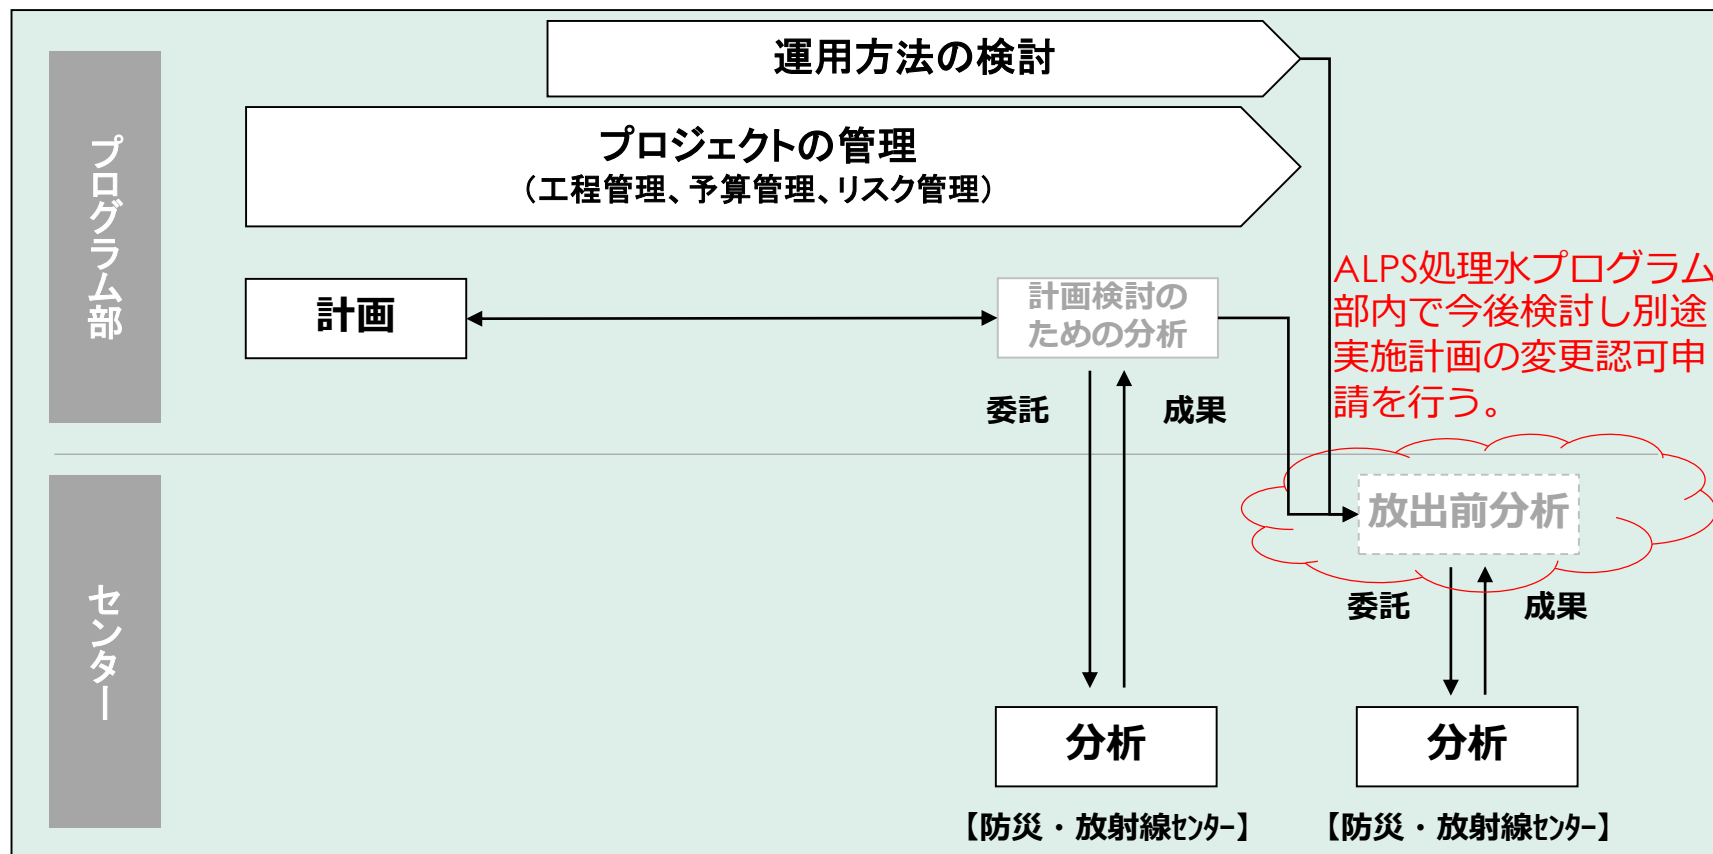 プログラム部
運用方法の検討
プロジェクトの管理
（工程管理、予算管理、リスク管理）
計画
計画検討の
ための分析
委託
成果
ALPS処理水プログラム
部内で今後検討し別途
実施計画の変更認可申
請を行う。
センター
放出前分析
委託
成果
分析
分析
【防災・放射線ｾﾝﾀｰ】
【防災・放射線ｾﾝﾀｰ】